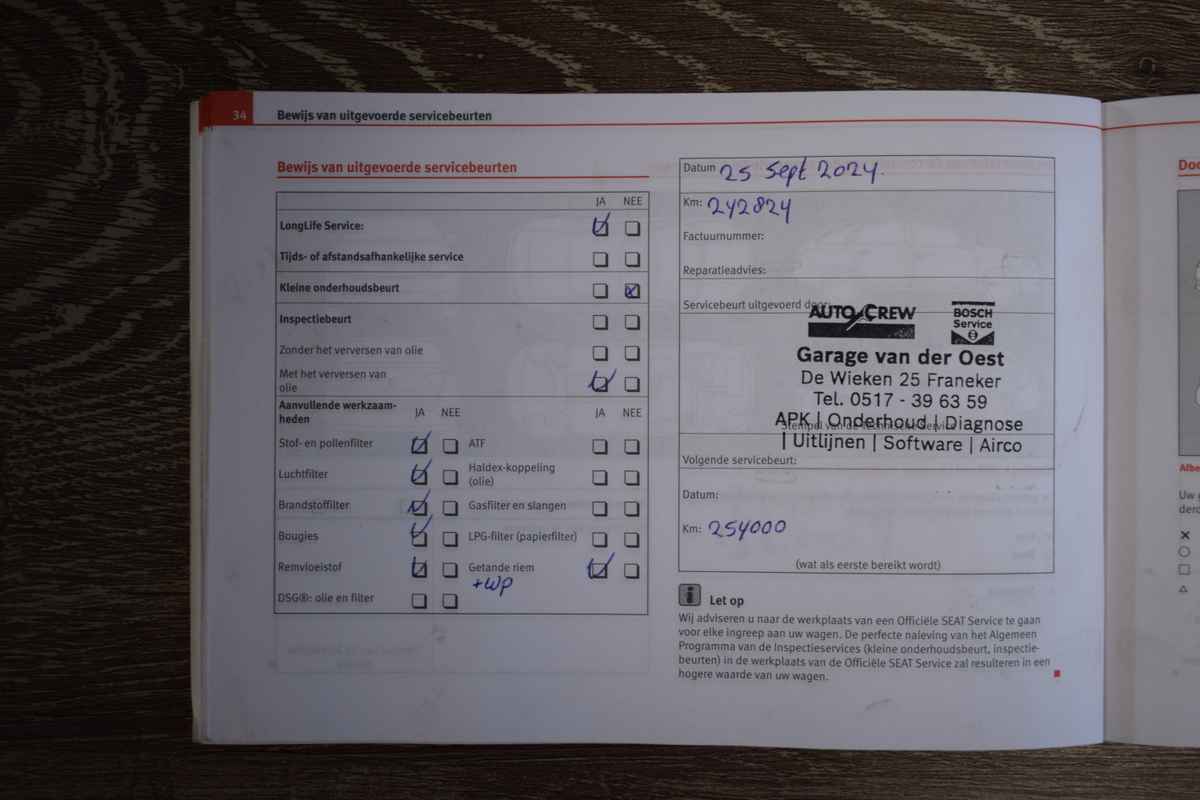 34 Bewijs van uitgevoerde servicebeurten
Bewijs van uitgevoerde servicebeurten
JA NEE
LongLife Service:
Tijds- of afstandsafhankelijke service
Kleine onderhoudsbeurt
Inspectiebeurt
Zonder het verversen van olie
Met het verversen van
olie
Aanvullende werkzaam-
heden
JA NEE
JA NEE
Stof- en pollenfilter
ATF
Luchtfilter
Haldex-koppeling
(olie)
Brandstoffilter
Gasfilter en slangen
Bougies
LPG-filter (papierfilter)
Remvloeistof
Getande riem
+wp
DSG®: olie en filter
Datum 25 Sept 2024.
Km: 242824
Factuurnummer:
Reparatieadvies:
Servicebeurt uitgevoerd door:
AUTO CREW
BOSCH
Service
Garage van der Oest
De Wieken 25 Franeker
Tel. 0517 - 39 63 59
APK | Onderhoud | Diagnose
| Uitlijnen | Software | Airco
Stempel van de Technische Service
Volgende servicebeurt:
Datum:
Km: 254000
(wat als eerste bereikt wordt)
i Let op
Wij adviseren u naar de werkplaats van een Officiële SEAT Service te gaan
voor elke ingreep aan uw wagen. De perfecte naleving van het Algemeen
Programma van de Inspectieservices (kleine onderhoudsbeurt, inspectie-
beurten) in de werkplaats van de Officiële SEAT Service zal resulteren in een
hogere waarde van uw wagen.